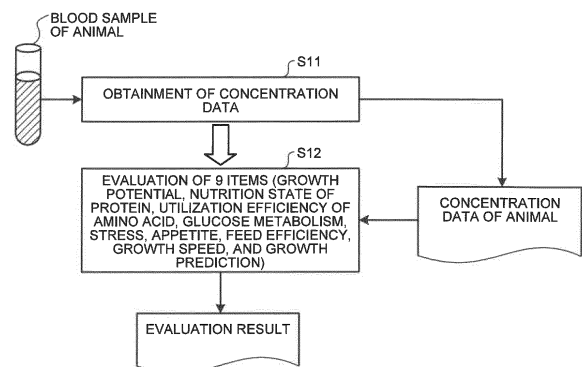 BLOOD SAMPLE
OF ANIMAL
S11
OBTAINMENT OF CONCENTRATION
DATA
S12
EVALUATION OF 9 ITEMS (GROWTH
POTENTIAL, NUTRITION STATE OF
PROTEIN, UTILIZATION EFFICIENCY OF
AMINO ACID, GLUCOSE METABOLISM,
STRESS, APPETITE, FEED EFFICIENCY,
GROWTH SPEED, AND GROWTH
PREDICTION)
CONCENTRATION
DATA OF ANIMAL
EVALUATION RESULT